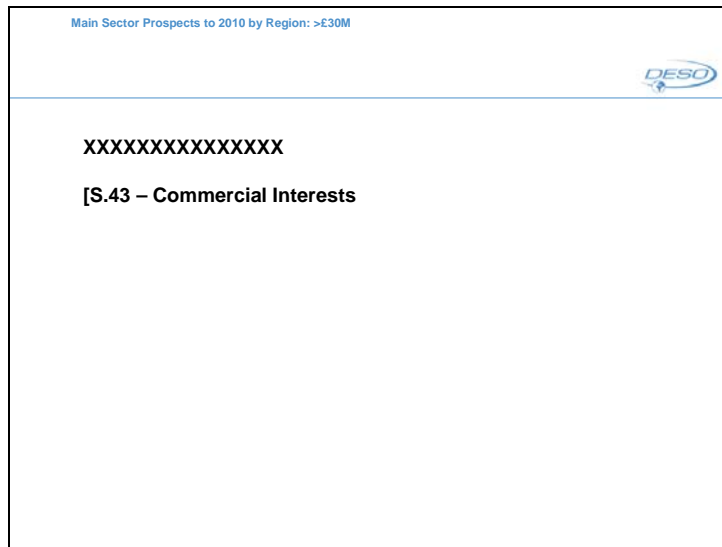 Main Sector Prospects to 2010 by Region: >£30M
DESO
XXXXXXXXXXXXXXX
[S.43 – Commercial Interests